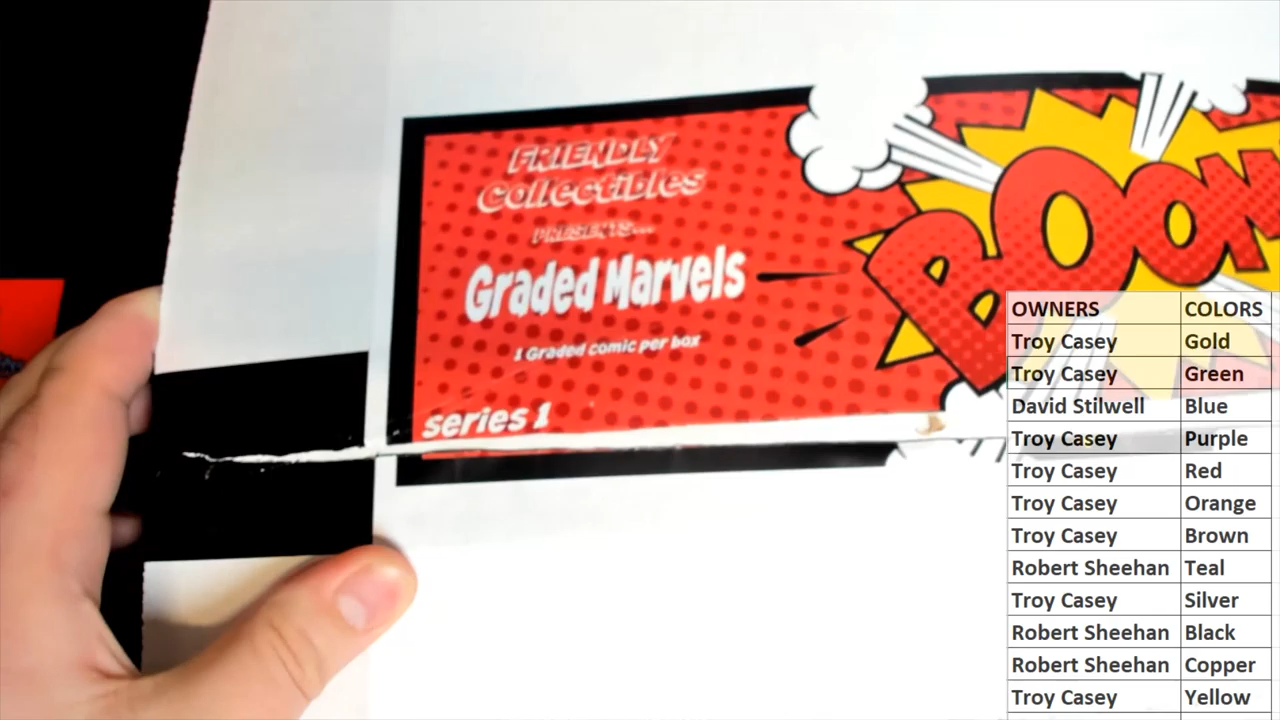 FRIENDLY
Collectibles
PRESENTS...
Graded Marvels
1 Graded comic per box
series 1
BOOM
OWNERS COLORS
Troy Casey Gold
Troy Casey Green
David Stilwell Blue
Troy Casey Purple
Troy Casey Red
Troy Casey Orange
Troy Casey Brown
Robert Sheehan Teal
Troy Casey Silver
Robert Sheehan Black
Robert Sheehan Copper
Troy Casey Yellow